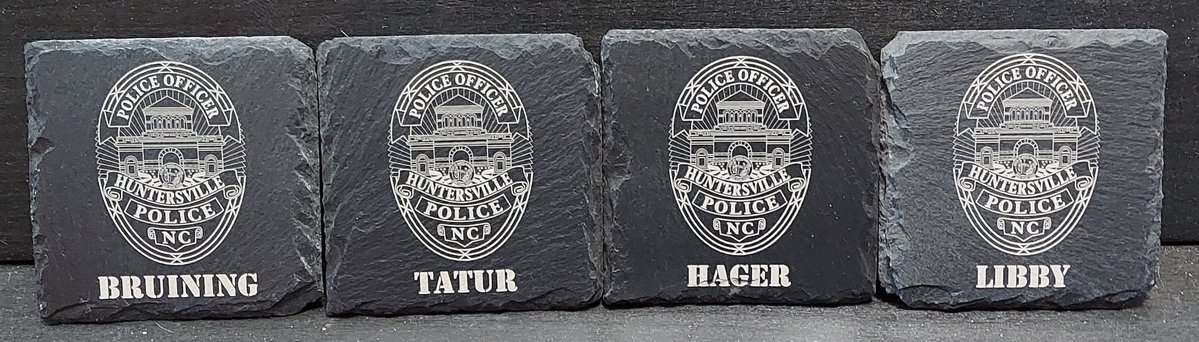 POLICE OFFICER
HUNTERSVILLE
POLICE
NC
BRUINING
POLICE OFFICER
HUNTERSVILLE
POLICE
NC
TATUR
POLICE OFFICER
HUNTERSVILLE
POLICE
NC
HAGER
POLICE OFFICER
HUNTERSVILLE
POLICE
NC
LIBBY